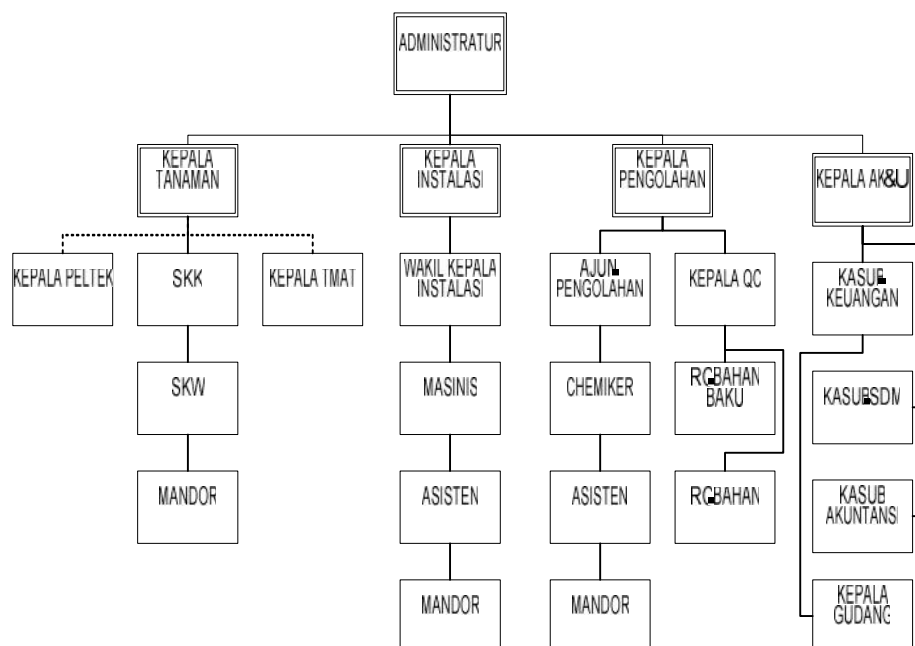 ADMINISTRATUR
KEPALA
TANAMAN
KEPALA
INSTALASI
KEPALA
PENGOLAHAN
KEPALA AK&U
KEPALA PELTEK
SKK
KEPALA TMAT
WAKIL KEPALA
INSTALASI
AJUN
PENGOLAHAN
KEPALA QC
KASUB
KEUANGAN
SKW
MASINIS
CHEMIKER
BAHAN
BAKU
KASUB SDM
MANDOR
ASISTEN
ASISTEN
BAHAN
KASUB
AKUNTANSI
MANDOR
MANDOR
KEPALA
GUDANG